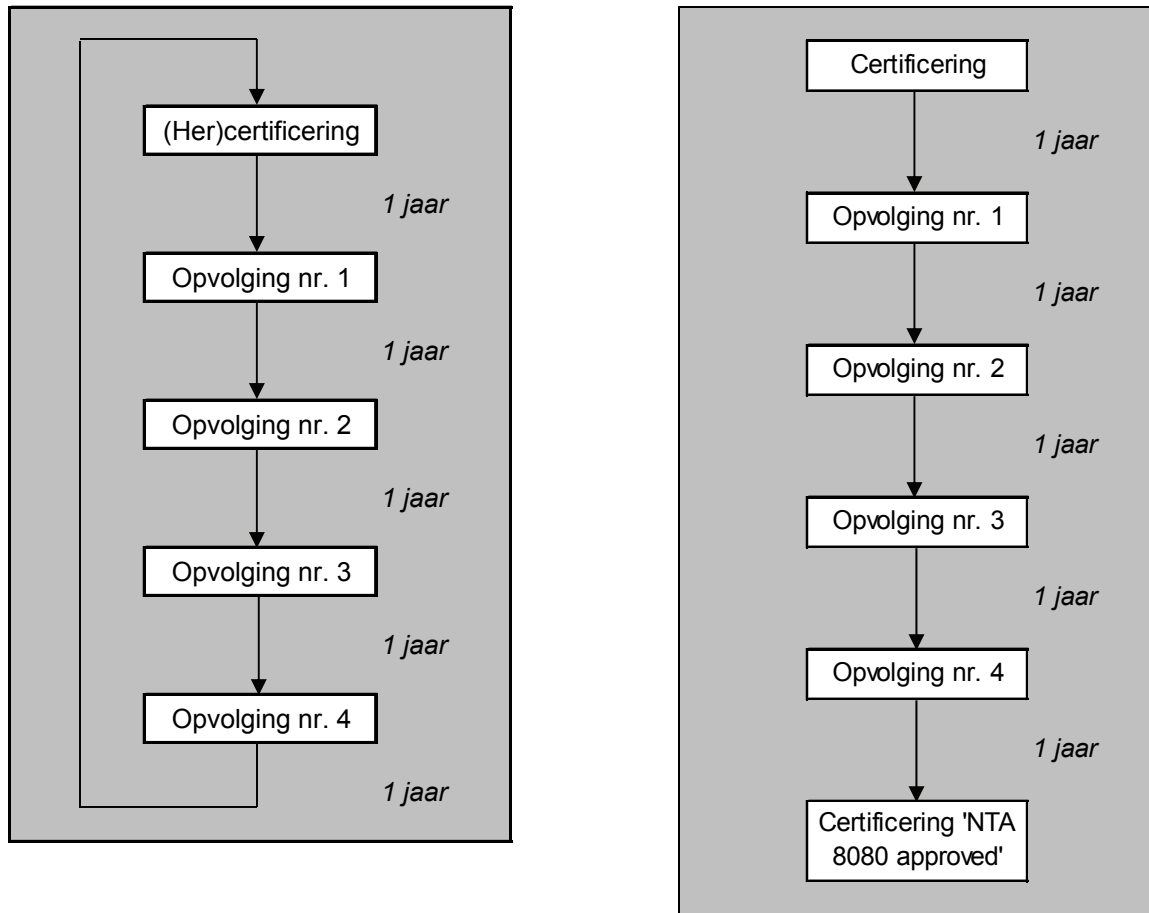 (Her)certificering
1 jaar
Opvolging nr. 1
1 jaar
Opvolging nr. 2
1 jaar
Opvolging nr. 3
1 jaar
Opvolging nr. 4
1 jaar
Certificering
1 jaar
Opvolging nr. 1
1 jaar
Opvolging nr. 2
1 jaar
Opvolging nr. 3
1 jaar
Opvolging nr. 4
1 jaar
Certificering 'NTA
8080 approved'